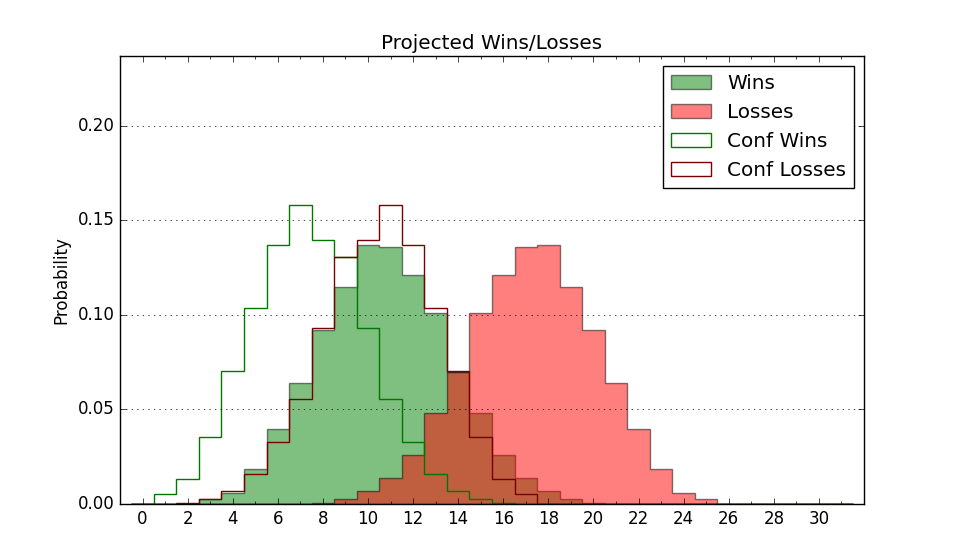 Projected Wins/Losses
Wins
Losses
Conf Wins
Conf Losses
Probability
0.20
0.15
0.10
0.05
0.00
0 2 4 6 8 10 12 14 16 18 20 22 24 26 28 30